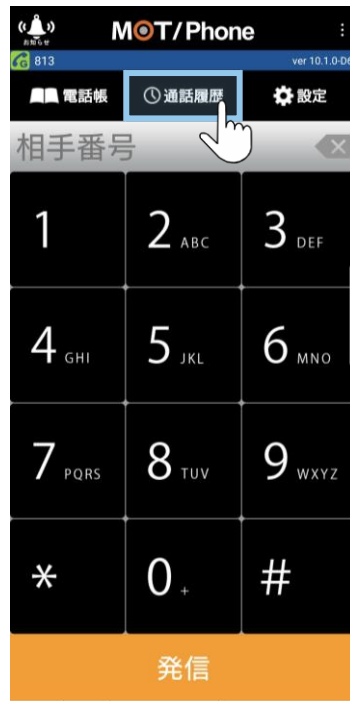 お知らせ
MOT/Phone
813
ver 10.1.0-D6
電話帳
通話履歴
設定
相手番号
1
2 ABC
3 DEF
4 GHI
5 JKL
6 MNO
7 PQRS
8 TUV
9 WXYZ
*
0 +
#
発信